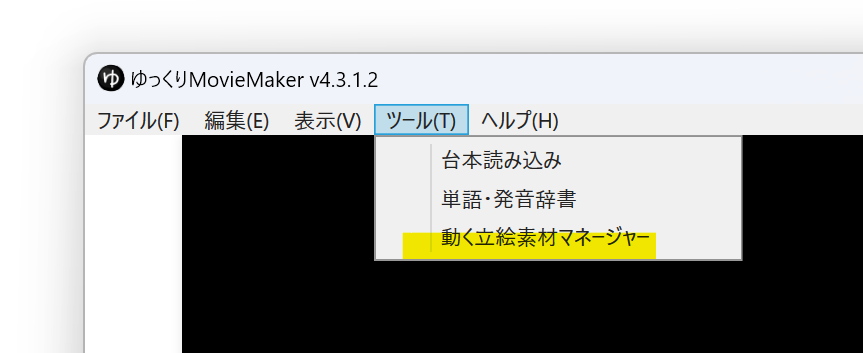 ゆ ゆっくりMovieMaker v4.3.1.2
ファイル(F) 編集(E) 表示(V) ツール(T) ヘルプ(H)
台本読み込み
単語・発音辞書
動く立絵素材マネージャー